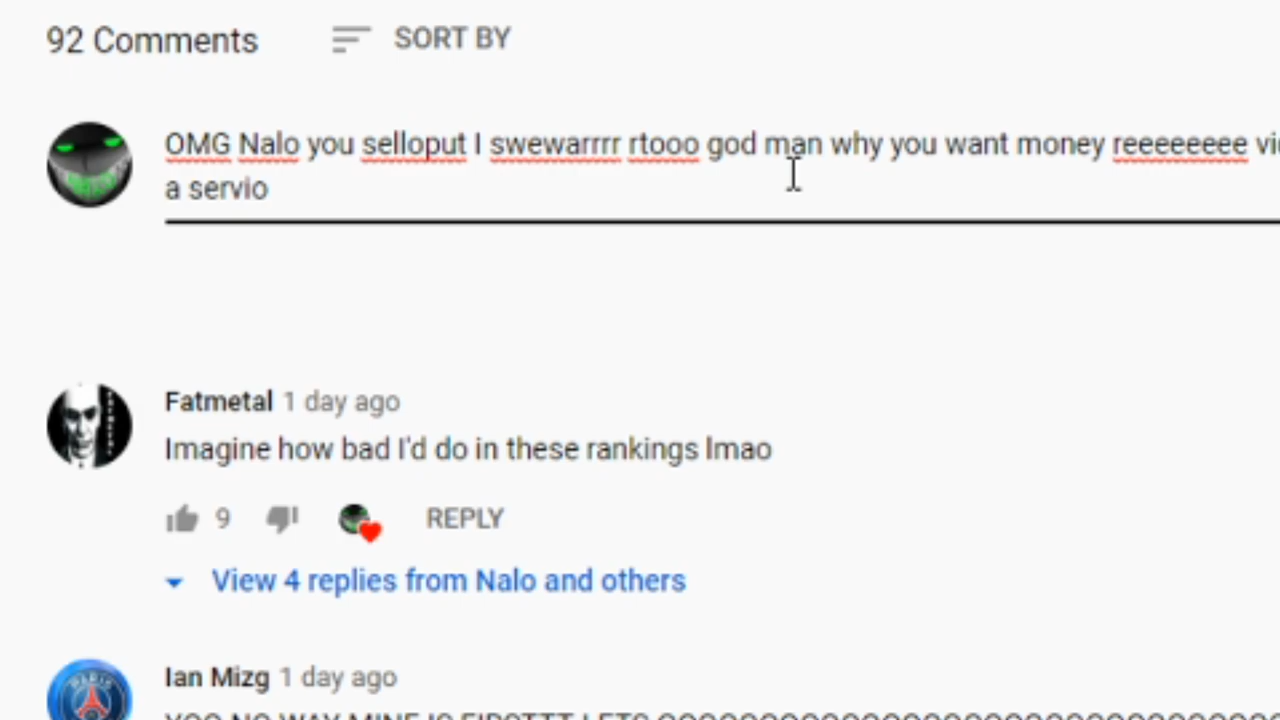 92 Comments
SORT BY
OMG Nalo you selloput I swewarrrr rtooo god man why you want money reeeeeeee
a servio
Fatmetal 1 day ago
Imagine how bad I'd do in these rankings lmao
9
REPLY
View 4 replies from Nalo and others
Ian Mizg 1 day ago